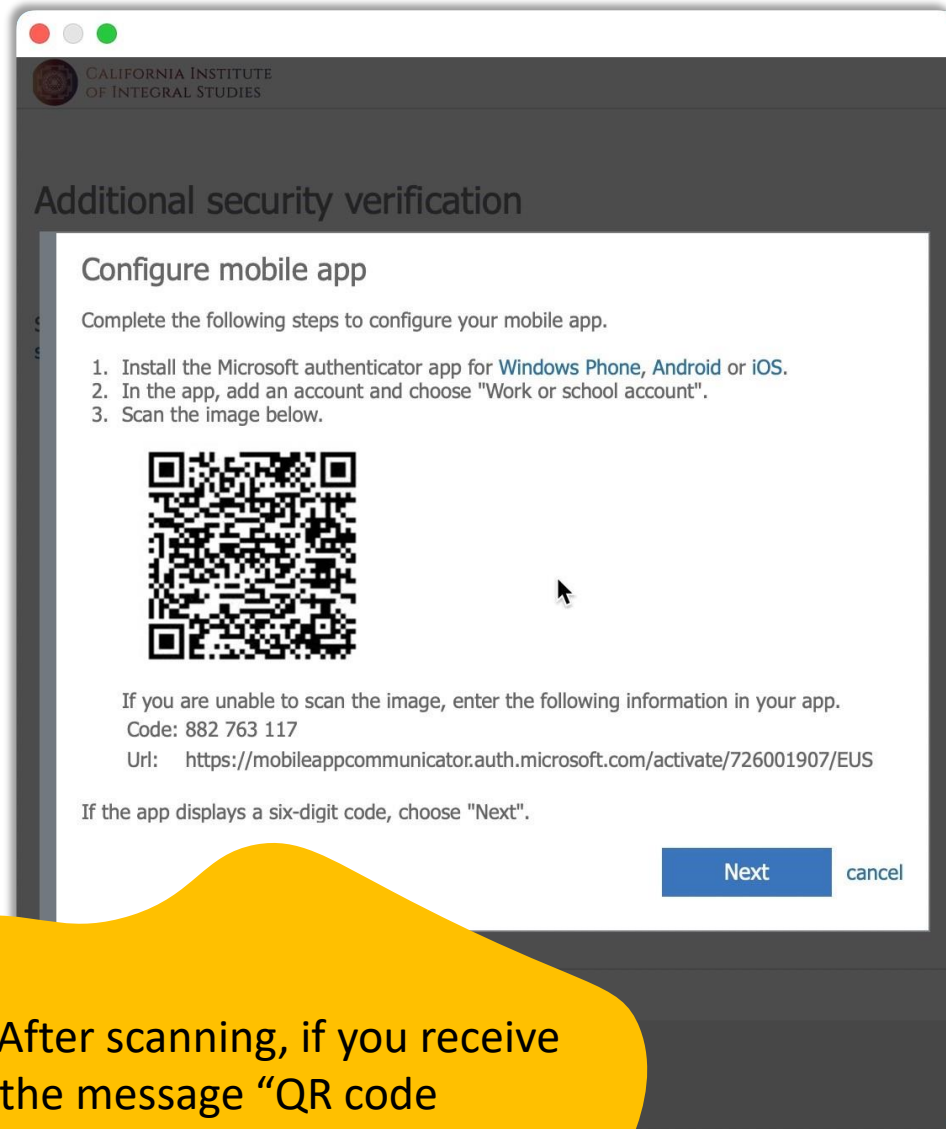 CALIFORNIA INSTITUTE
OF INTEGRAL STUDIES
Additional security verification
Configure mobile app
Complete the following steps to configure your mobile app.
1. Install the Microsoft authenticator app for Windows Phone, Android or iOS.
2. In the app, add an account and choose "Work or school account".
3. Scan the image below.
If you are unable to scan the image, enter the following information in your app.
Code: 882 763 117
Url: https://mobileappcommunicator.auth.microsoft.com/activate/726001907/EUS
If the app displays a six-digit code, choose "Next".
Next cancel
After scanning, if you receive
the message “QR code